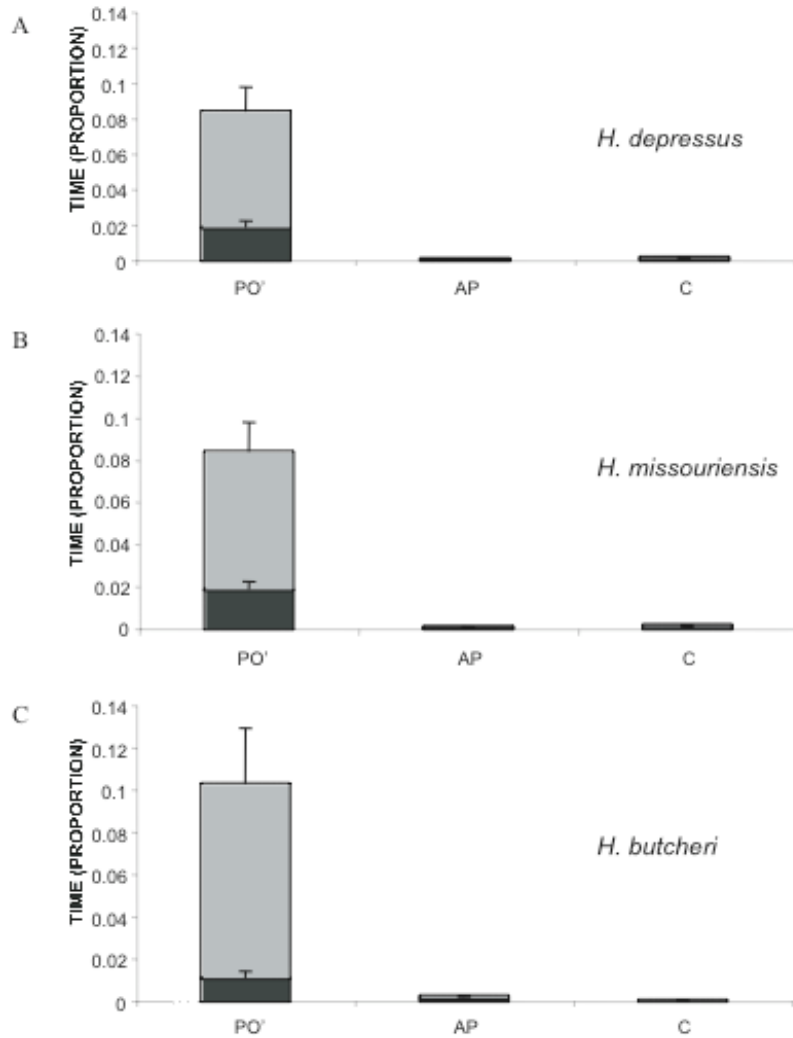 A
TIME (PROPORTION)
0.14
0.12
0.1
0.08
0.06
0.04
0.02
0
H. depressus
PO' AP C
B
TIME (PROPORTION)
0.14
0.12
0.1
0.08
0.06
0.04
0.02
0
H. missouriensis
PO' AP C
C
TIME (PROPORTION)
0.14
0.12
0.1
0.08
0.06
0.04
0.02
0
H. butcheri
PO' AP C